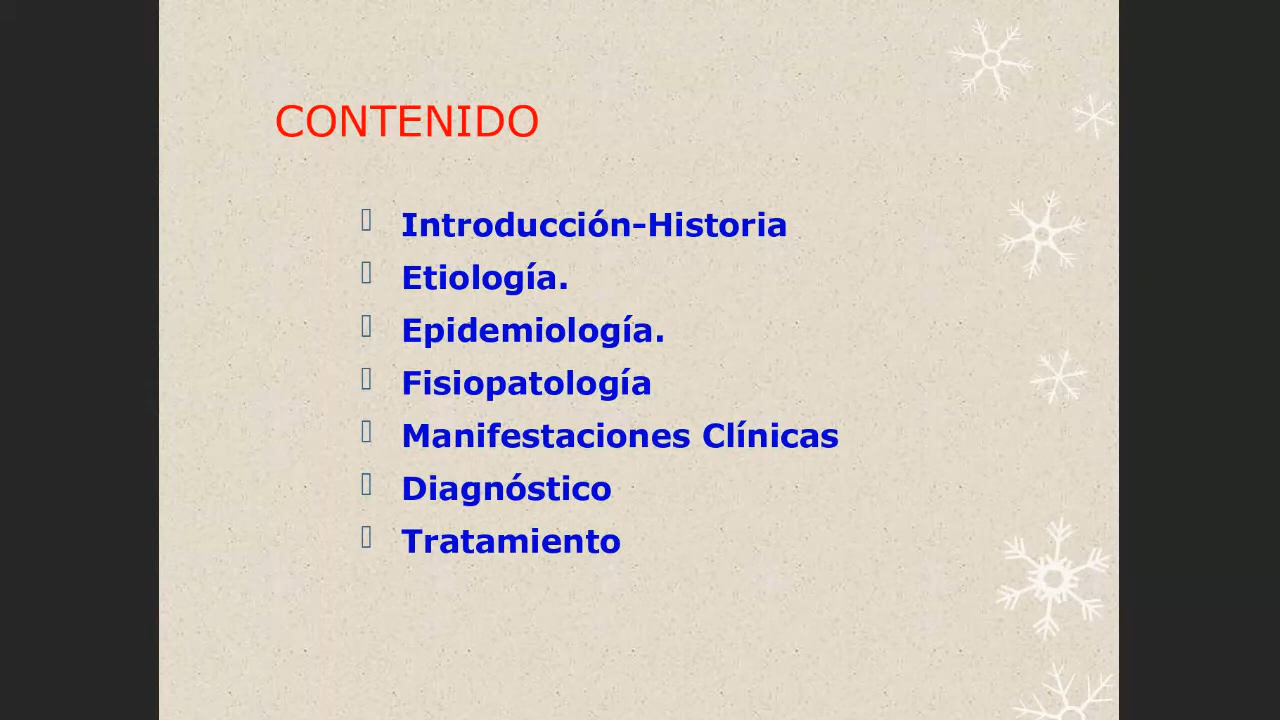 CONTENIDO
Introducción-Historia
Etiología.
Epidemiología.
Fisiopatología
Manifestaciones Clínicas
Diagnóstico
Tratamiento